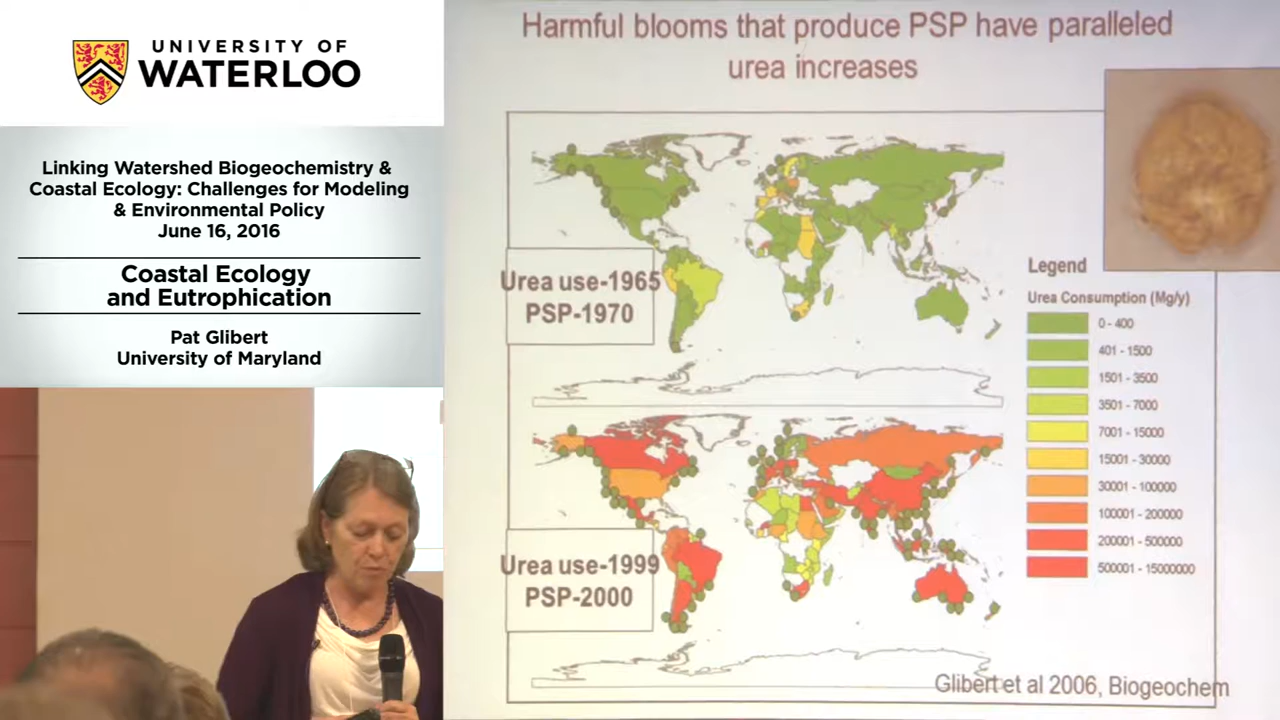 UNIVERSITY OF
WATERLOO
Linking Watershed Biogeochemistry &
Coastal Ecology: Challenges for Modeling
& Environmental Policy
June 16, 2016
Coastal Ecology
and Eutrophication
Pat Glibert
University of Maryland
Harmful blooms that produce PSP have paralleled
urea increases
Urea use-1965
PSP-1970
Urea use-1999
PSP-2000
Legend
Urea Consumption (Mg/y)
0 - 400
401 - 1500
1501 - 3500
3501 - 7000
7001 - 15000
15001 - 30000
30001 - 100000
100001 - 200000
200001 - 500000
500001 - 15000000
Glibert et al 2006, Biogeochem